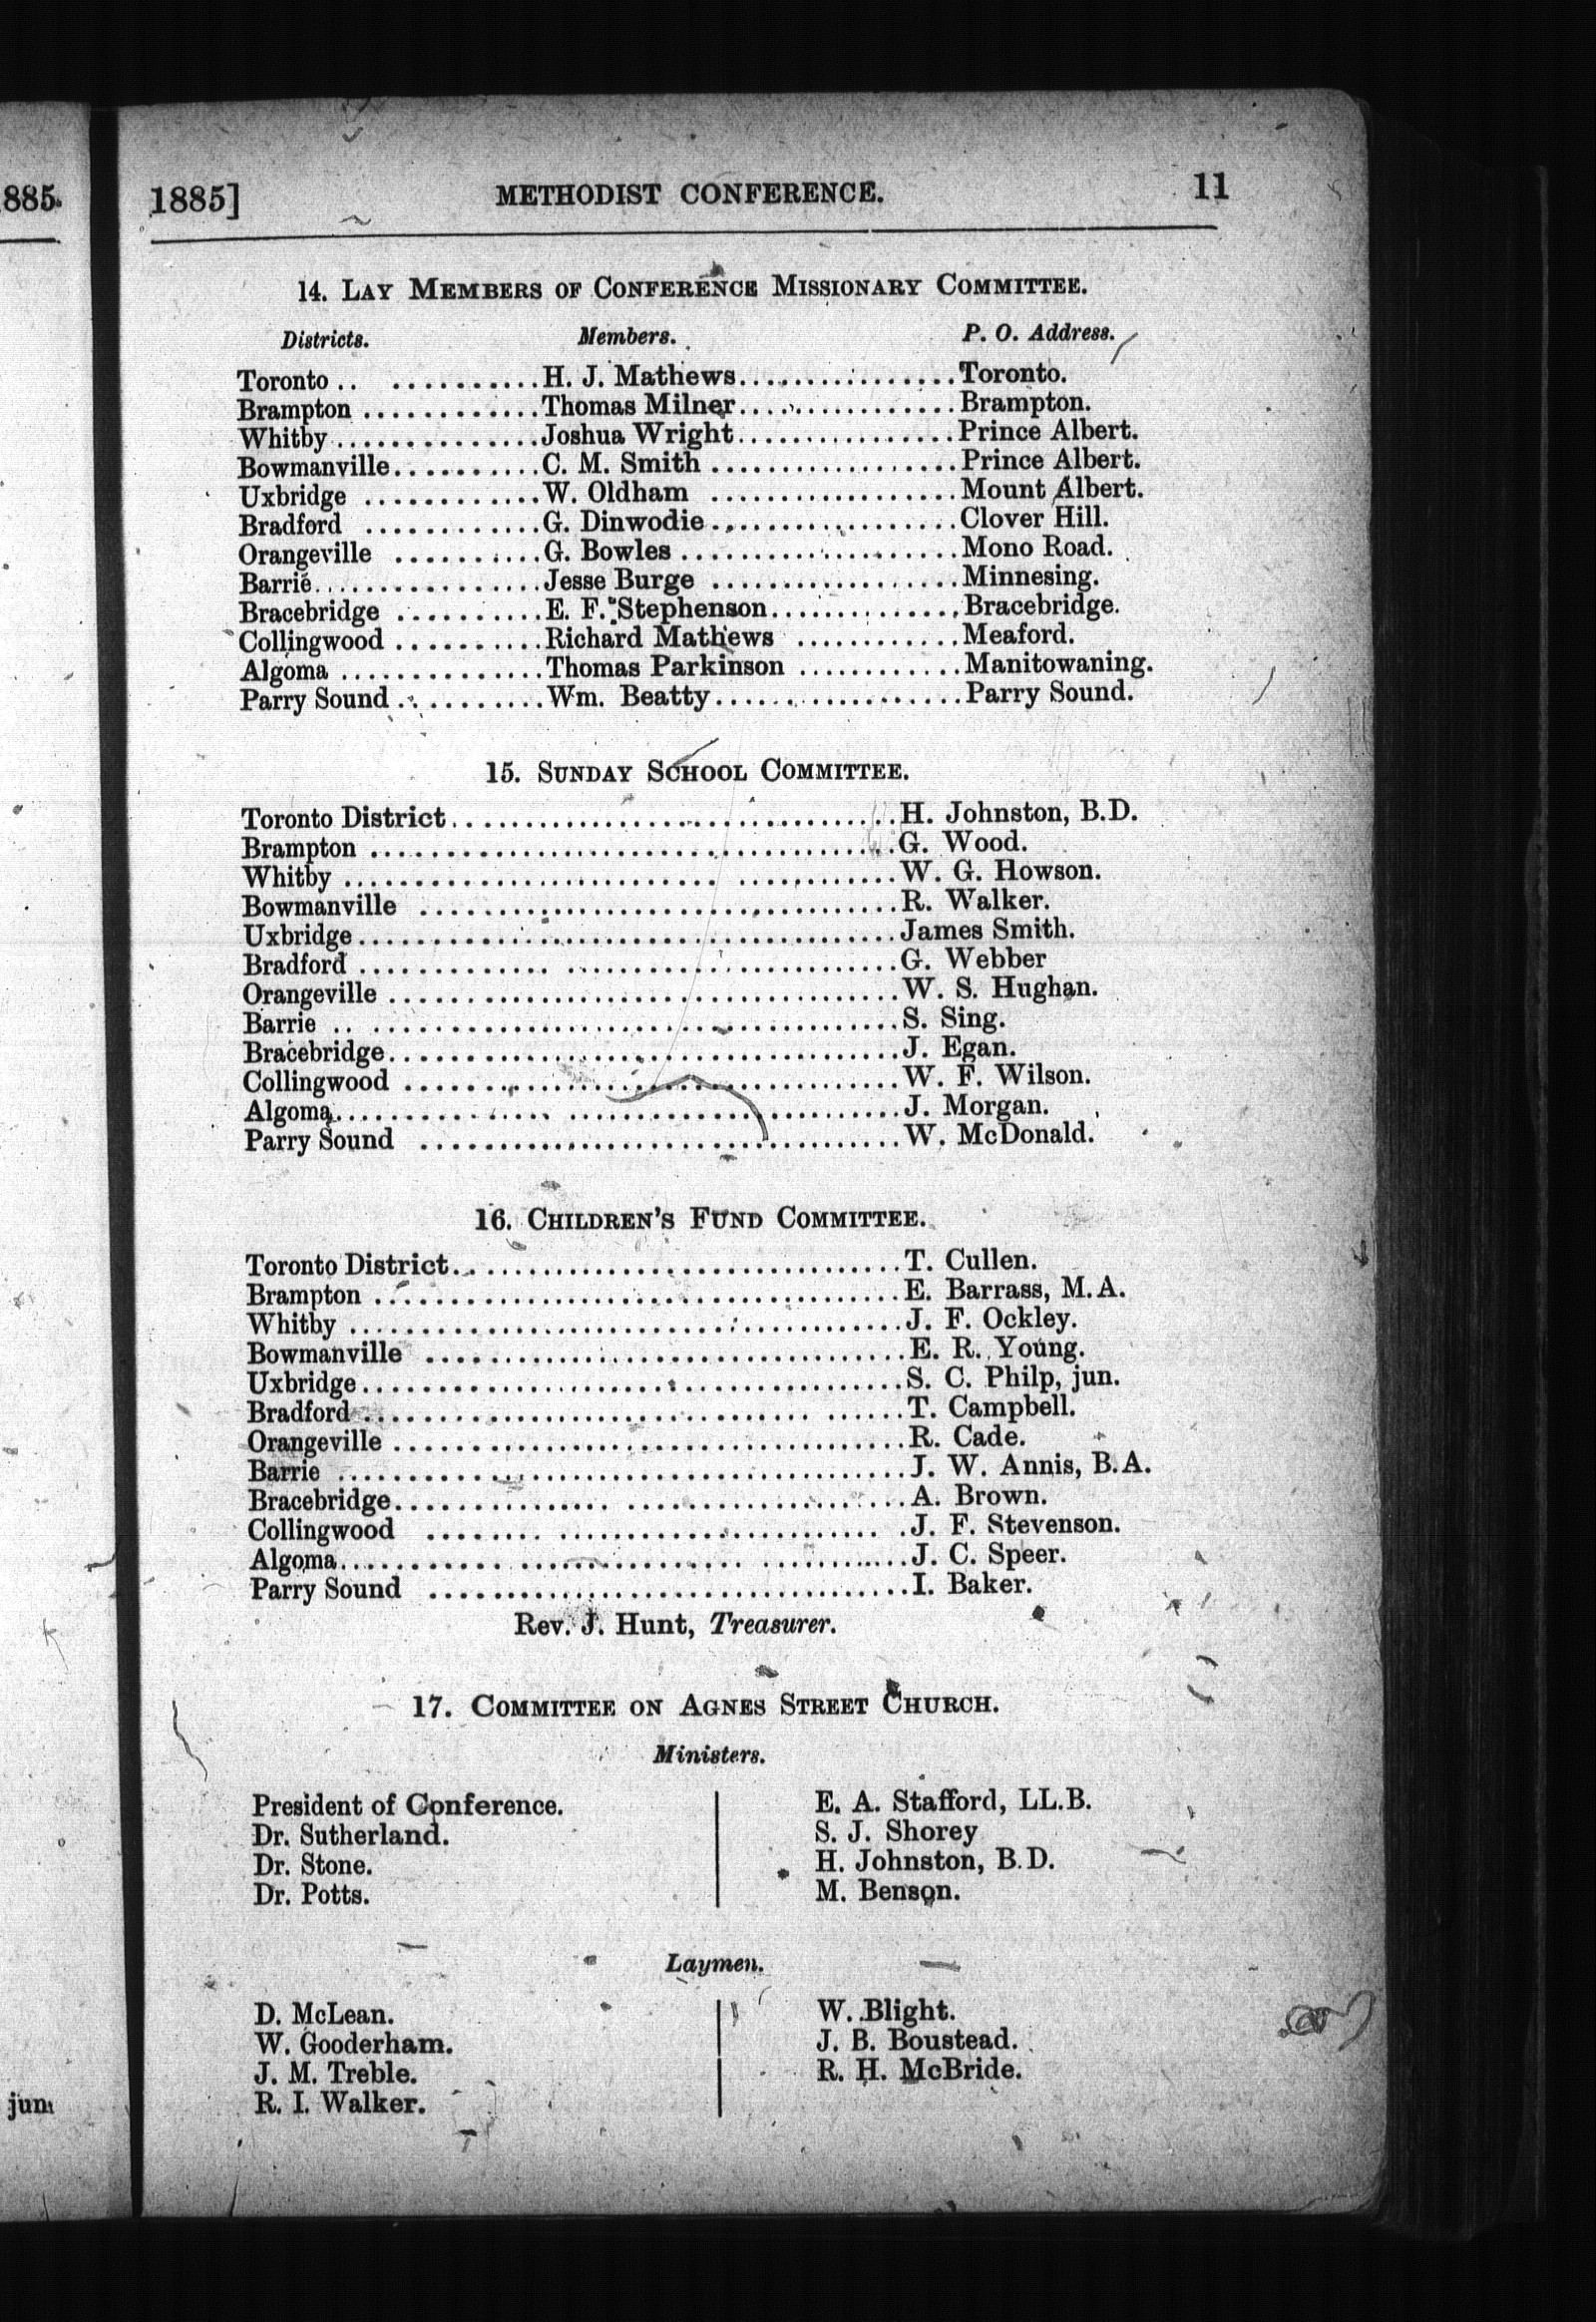 885.
1885] METHODIST CONFERENCE. 11
14. LAY MEMBERS OF CONFERENCE MISSIONARY COMMITTEE.
Districts. Members. P. O. Address.
Toronto .. ..........H. J. Mathews................Toronto.
Brampton ............Thomas Milner................Brampton.
Whitby..............Joshua Wright................Prince Albert.
Bowmanville..........C. M. Smith ..................Prince Albert.
Uxbridge ............W. Oldham ..................Mount Albert.
Bradford ............G. Dinwodie..................Clover Hill.
Orangeville ..........G. Bowles ....................Mono Road.
Barrie................Jesse Burge ..................Minnesing.
Bracebridge ..........E. F. Stephenson..............Bracebridge.
Collingwood ..........Richard Mathews ............Meaford.
Algoma ..............Thomas Parkinson ............Manitowaning.
Parry Sound ..........Wm. Beatty..................Parry Sound.
15. SUNDAY SCHOOL COMMITTEE.
Toronto District................................H. Johnston, B.D.
Brampton ......................................G. Wood.
Whitby ........................................W. G. Howson.
Bowmanville ..................................R. Walker.
Uxbridge......................................James Smith.
Bradford ......................................G. Webber
Orangeville ....................................W. S. Hughan.
Barrie .. ......................................S. Sing.
Bracebridge....................................J. Egan.
Collingwood ..................................W. F. Wilson.
Algoma........................................J. Morgan.
Parry Sound ..................................W. McDonald.
16. CHILDREN'S FUND COMMITTEE.
Toronto District................................T. Cullen.
Brampton ......................................E. Barrass, M.A.
Whitby ........................................J. F. Ockley.
Bowmanville ..................................E. R. Young.
Uxbridge......................................S. C. Philp, jun.
Bradford ......................................T. Campbell.
Orangeville ....................................R. Cade.
Barrie ........................................J. W. Annis, B.A.
Bracebridge....................................A. Brown.
Collingwood ..................................J. F. Stevenson.
Algoma........................................J. C. Speer.
Parry Sound ..................................I. Baker.
Rev. J. Hunt, Treasurer.
17. COMMITTEE ON AGNES STREET CHURCH.
Ministers.
President of Conference.
Dr. Sutherland.
Dr. Stone.
Dr. Potts.
E. A. Stafford, LL.B.
S. J. Shorey
H. Johnston, B.D.
M. Benson.
Laymen.
D. McLean.
W. Gooderham.
J. M. Treble.
R. I. Walker.
W. Blight.
J. B. Boustead.
R. H. McBride.
jun.